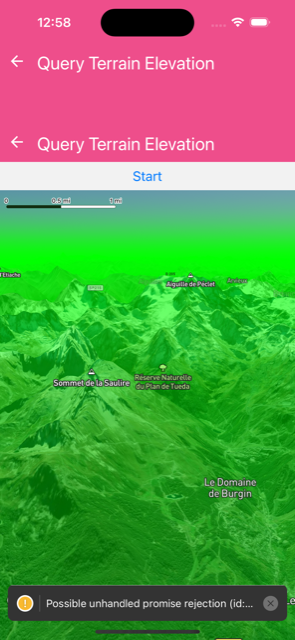 12:58
Query Terrain Elevation
Query Terrain Elevation
Start
0 0.5 mi 1 mi
Aiguille de Péclet
Sommet de la Saulire
Réserve Naturelle
du Plan de Tueda
Le Domaine
de Burgin
Possible unhandled promise rejection (id:...